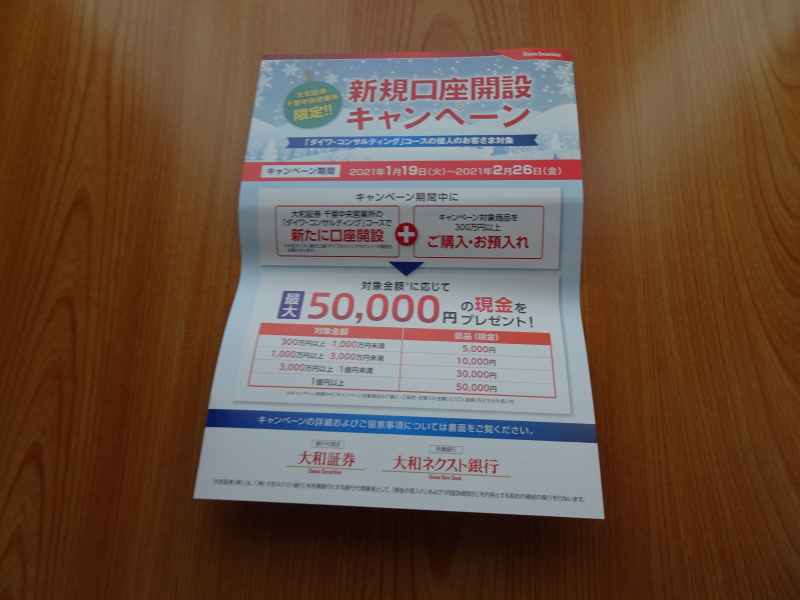 Daiwa Securities
大和証券
千里中央営業所
限定!!
新規口座開設
キャンペーン
「ダイワ・コンサルティング」コースの個人のお客さま対象
キャンペーン期間 2021年1月19日(火)～2021年2月26日(金)
キャンペーン期間中に
大和証券 千里中央営業所の
「ダイワ・コンサルティング」コースで
新たに口座開設
+
キャンペーン対象商品を
300万円以上
ご購入・お預入れ
対象金額※に応じて
最大 50,000円の現金をプレゼント!
対象金額 景品(現金)
300万円以上 1,000万円未満 5,000円
1,000万円以上 3,000万円未満 10,000円
3,000万円以上 1億円未満 30,000円
1億円以上 50,000円
キャンペーンの詳細およびご留意事項については裏面をご覧ください。
銀行代理店 所属銀行
大和証券 大和ネクスト銀行
Daiwa Securities Daiwa Next Bank